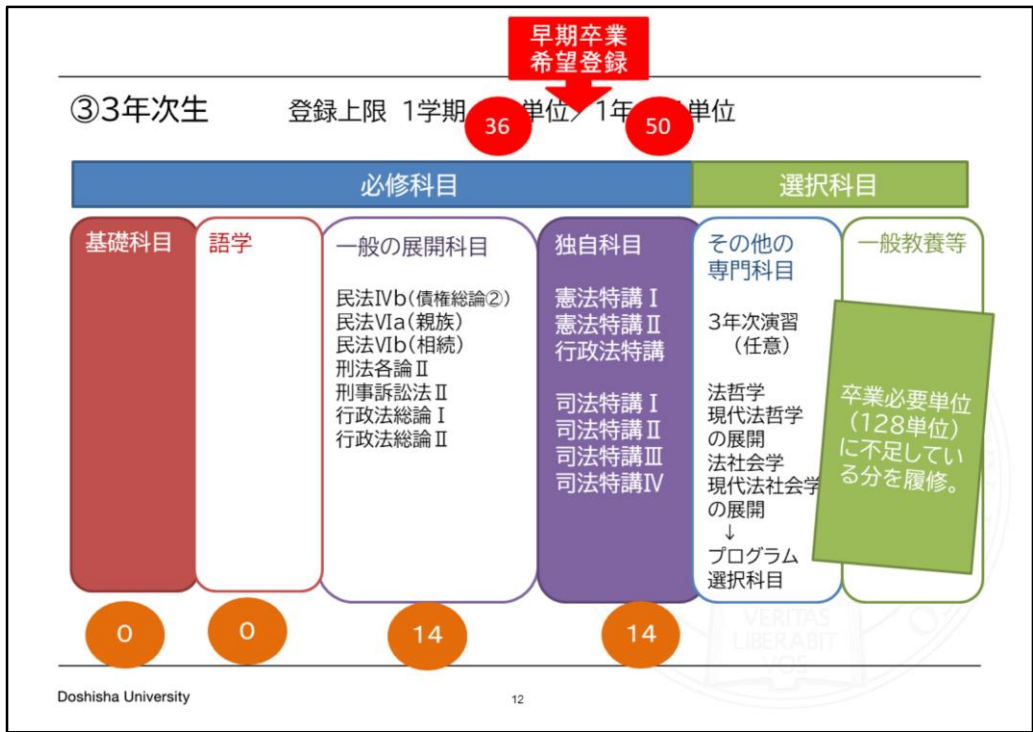 早期卒業
希望登録
③3年次生
登録上限 1学期 36 単位/1年 50 単位
必修科目
選択科目
基礎科目
語学
一般の展開科目
民法Ⅳb(債権総論②)
民法Ⅵa(親族)
民法Ⅵb(相続)
刑法各論Ⅱ
刑事訴訟法Ⅱ
行政法総論Ⅰ
行政法総論Ⅱ
独自科目
憲法特講Ⅰ
憲法特講Ⅱ
行政法特講
司法特講Ⅰ
司法特講Ⅱ
司法特講Ⅲ
司法特講Ⅳ
その他の
専門科目
3年次演習
(任意)
法哲学
現代法哲学
の展開
法社会学
現代法社会学
の展開
↓
プログラム
選択科目
一般教養等
卒業必要単位
(128単位)
に不足してい
る分を履修。
0
0
14
14
VERITAS
LIBERABIT
VOS
Doshisha University
12